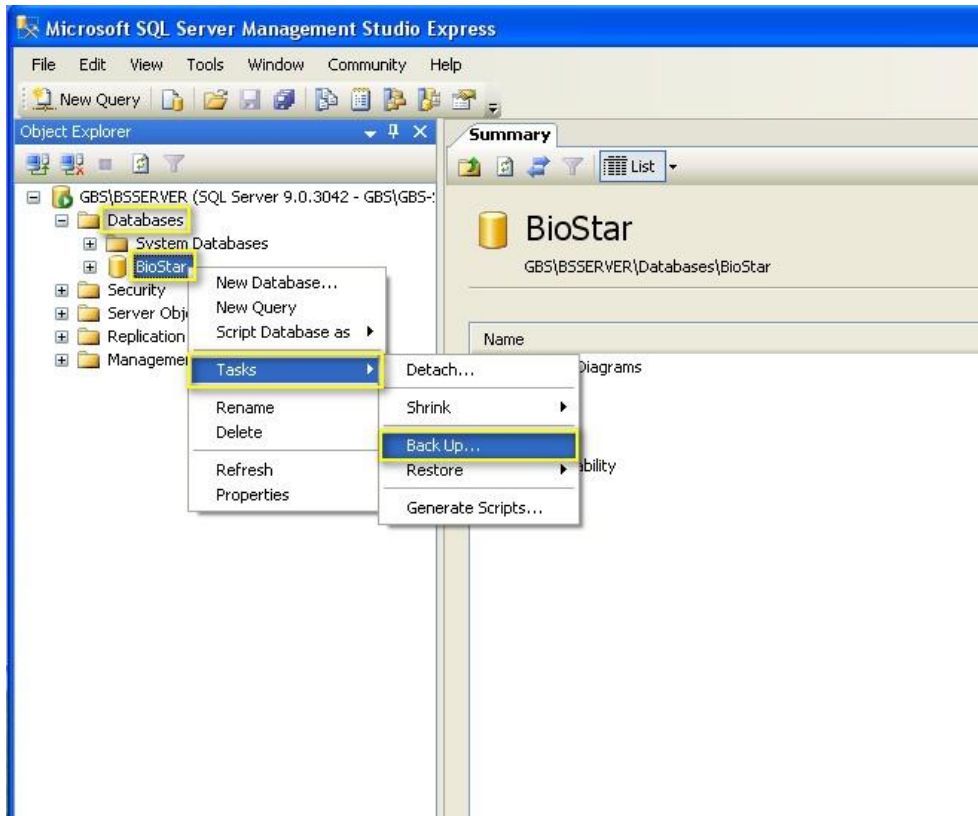 Microsoft SQL Server Management Studio Express
File Edit View Tools Window Community Help
New Query
Object Explorer
Summary
List
GBS\BSSERVER (SQL Server 9.0.3042 - GBS\GBS-
Databases
System Databases
BioStar
Security
Server Obj
Replication
Manageme
BioStar
GBS\BSSERVER\Databases\BioStar
Name
Diagrams
ability
New Database...
New Query
Script Database as
Tasks
Rename
Delete
Refresh
Properties
Detach...
Shrink
Back Up...
Restore
Generate Scripts...